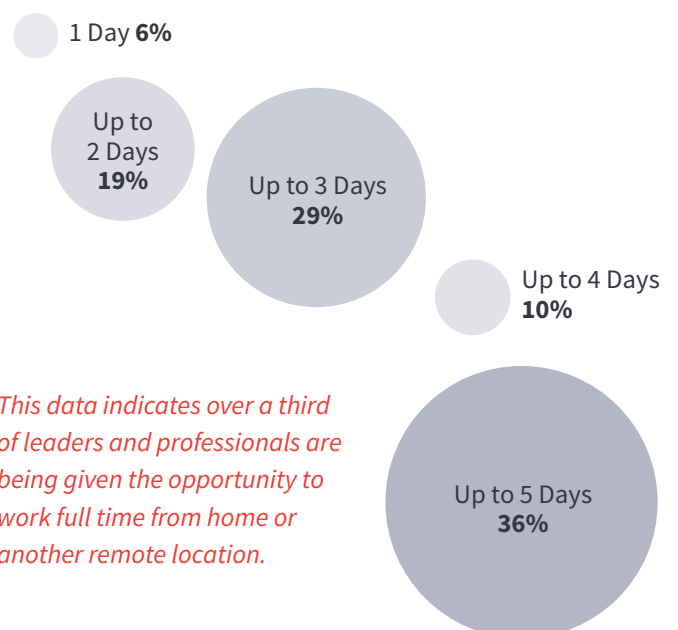 1 Day 6%
Up to
2 Days
19%
Up to 3 Days
29%
Up to 4 Days
10%
This data indicates over a third
of leaders and professionals are
being given the opportunity to
work full time from home or
another remote location.
Up to 5 Days
36%